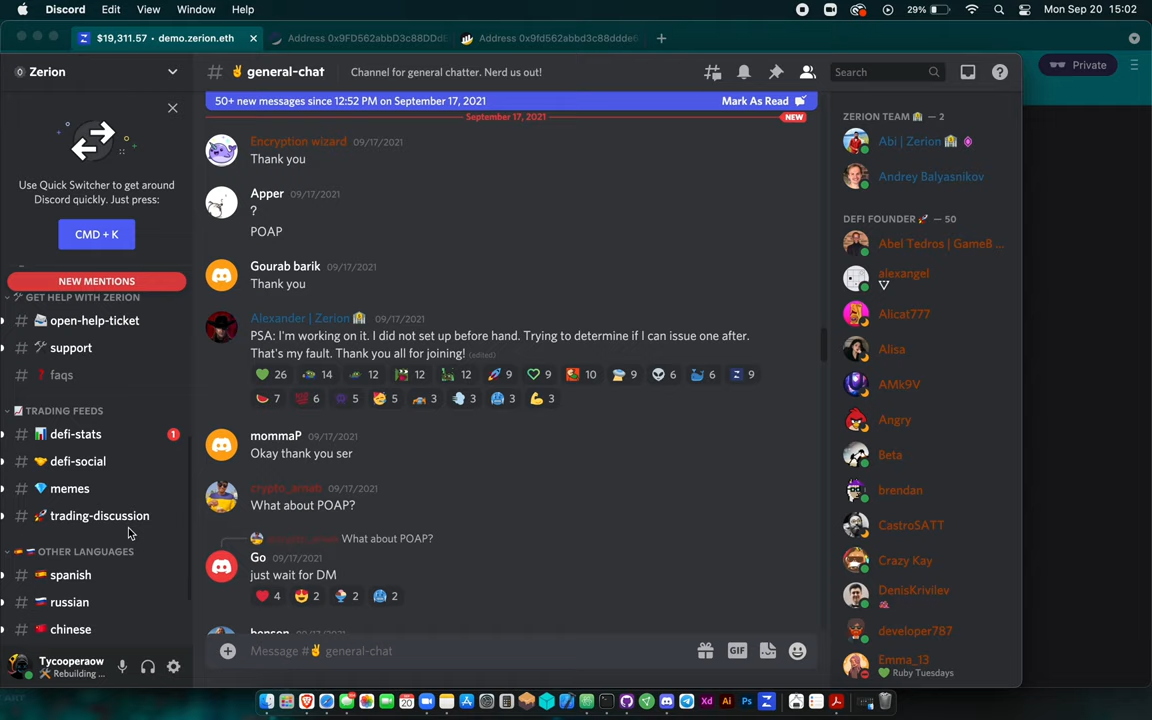 Discord Edit View Window Help
29% Mon Sep 20 15:02
$19,311.57 • demo.zerion.eth
Address 0x9FD562abbD3c88DDdE
Address 0x9fd562abbd3c88ddde6
Private
Zerion
# general-chat
Channel for general chatter. Nerd us out!
Search
Use Quick Switcher to get around
Discord quickly. Just press:
CMD + K
NEW MENTIONS
GET HELP WITH ZERION
# open-help-ticket
# support
# faqs
TRADING FEEDS
# defi-stats 1
# defi-social
# memes
# trading-discussion
OTHER LANGUAGES
# spanish
# russian
# chinese
Tycooperaow
Rebuilding ...
50+ new messages since 12:52 PM on September 17, 2021 Mark As Read
September 17, 2021 NEW
Encryption wizard 09/17/2021
Thank you
Apper 09/17/2021
?
POAP
Gourab barik 09/17/2021
Thank you
Alexander | Zerion 09/17/2021
PSA: I'm working on it. I did not set up before hand. Trying to determine if I can issue one after.
That's my fault. Thank you all for joining! (edited)
26 14 12 12 12 9 9 10 9 6 6 9
7 6 5 5 3 3 3 3
mommaP 09/17/2021
Okay thank you ser
09/17/2021
What about POAP?
What about POAP?
Go 09/17/2021
just wait for DM
4 2 2 2
benson
Message # general-chat
GIF
ZERION TEAM — 2
Abi | Zerion
Andrey Balyasnikov
DEFI FOUNDER — 50
Abel Tedros | GameB ...
alexangel
Alicat777
Alisa
AMk9V
Angry
Beta
brendan
CastroSATT
Crazy Kay
DenisKrivilev
developer787
Emma_13
Ruby Tuesdays
20
Xd Ai Ps